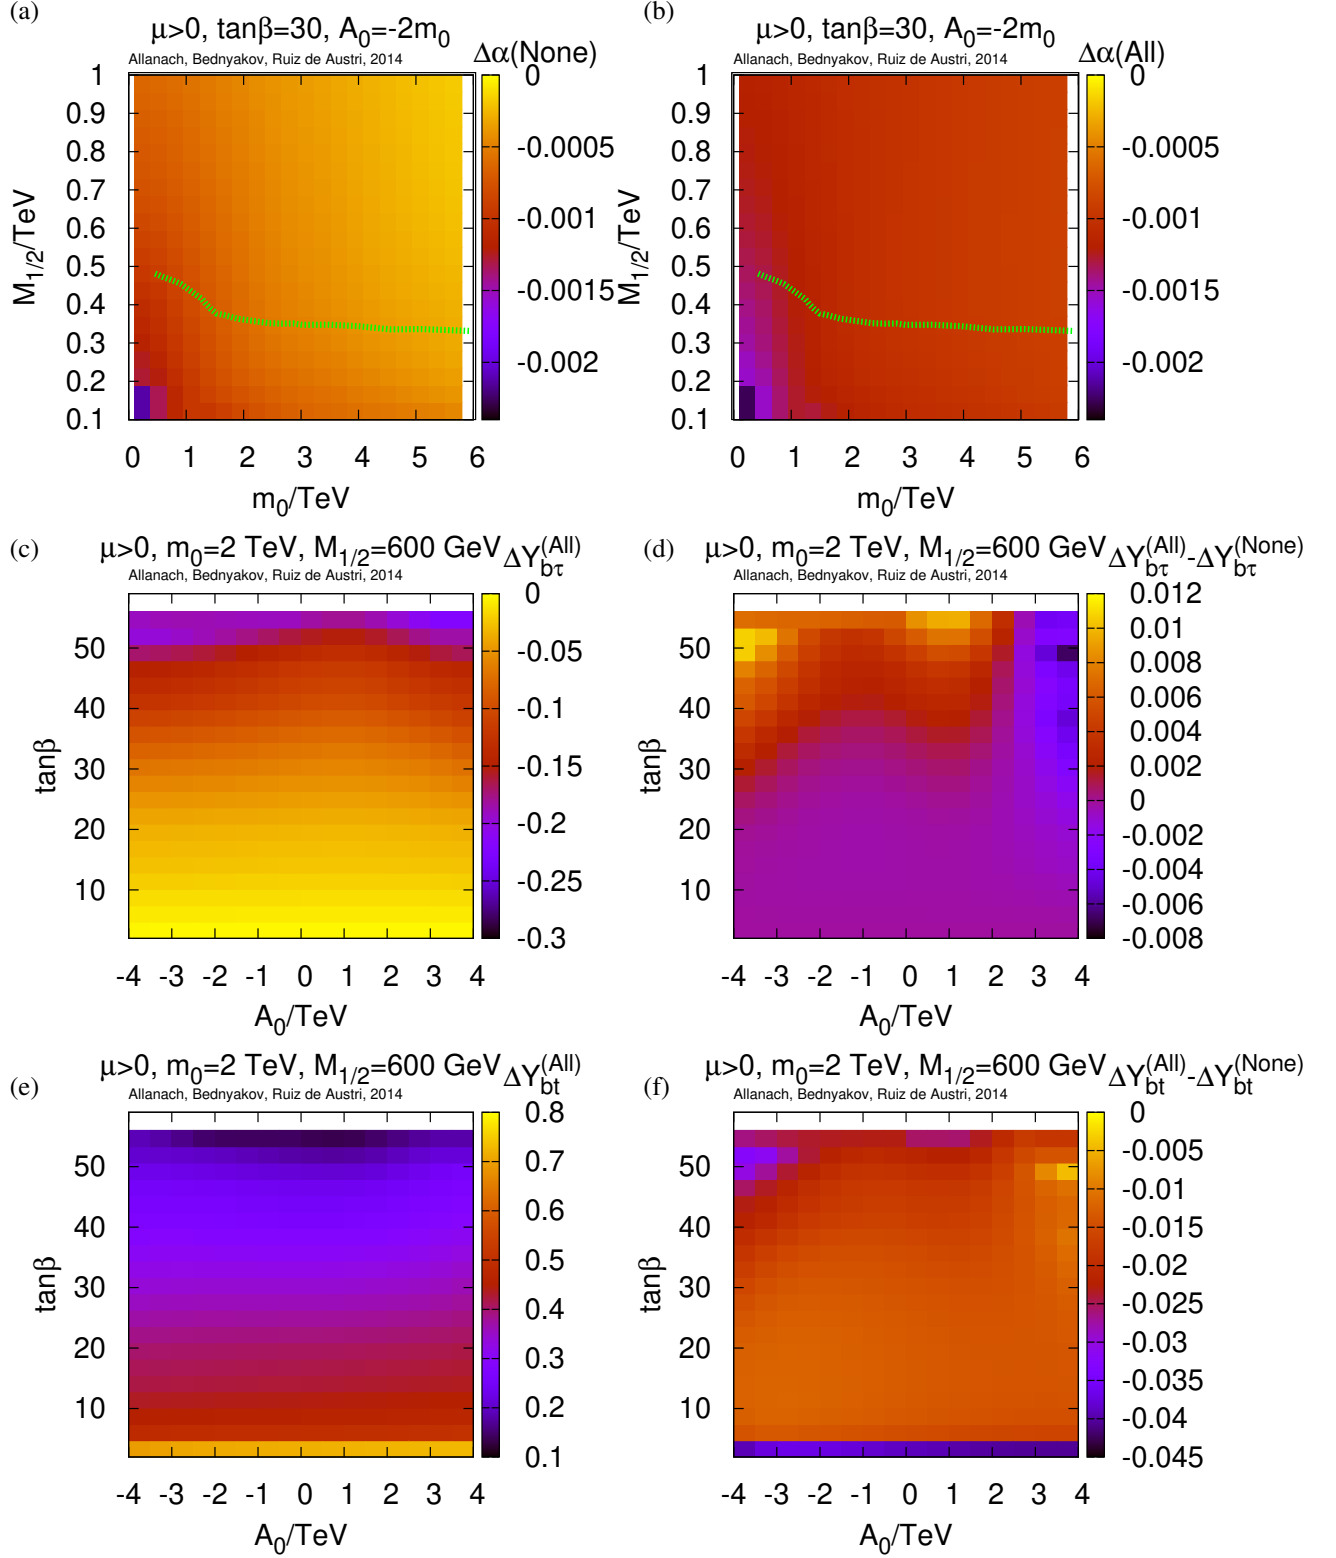 (a)
μ>0, tanβ=30, A0=-2m0
Allanach, Bednyakov, Ruiz de Austri, 2014
Δα(None)
1
0.9
0.8
0.7
0.6
0.5
0.4
0.3
0.2
0.1
M1/2/TeV
0 1 2 3 4 5 6
m0/TeV
0
-0.0005
-0.001
-0.0015
-0.002
(b)
μ>0, tanβ=30, A0=-2m0
Allanach, Bednyakov, Ruiz de Austri, 2014
Δα(All)
1
0.9
0.8
0.7
0.6
0.5
0.4
0.3
0.2
0.1
M1/2/TeV
0 1 2 3 4 5 6
m0/TeV
0
-0.0005
-0.001
-0.0015
-0.002
(c)
μ>0, m0=2 TeV, M1/2=600 GeV
ΔYbτ(All)
Allanach, Bednyakov, Ruiz de Austri, 2014
50
40
30
20
10
tanβ
-4 -3 -2 -1 0 1 2 3 4
A0/TeV
0
-0.05
-0.1
-0.15
-0.2
-0.25
-0.3
(d)
μ>0, m0=2 TeV, M1/2=600 GeV
ΔYbτ(All)-ΔYbτ(None)
Allanach, Bednyakov, Ruiz de Austri, 2014
50
40
30
20
10
tanβ
-4 -3 -2 -1 0 1 2 3 4
A0/TeV
0.012
0.01
0.008
0.006
0.004
0.002
0
-0.002
-0.004
-0.006
-0.008
(e)
μ>0, m0=2 TeV, M1/2=600 GeV
ΔYbt(All)
Allanach, Bednyakov, Ruiz de Austri, 2014
50
40
30
20
10
tanβ
-4 -3 -2 -1 0 1 2 3 4
A0/TeV
0.8
0.7
0.6
0.5
0.4
0.3
0.2
0.1
(f)
μ>0, m0=2 TeV, M1/2=600 GeV
ΔYbt(All)-ΔYbt(None)
Allanach, Bednyakov, Ruiz de Austri, 2014
50
40
30
20
10
tanβ
-4 -3 -2 -1 0 1 2 3 4
A0/TeV
0
-0.005
-0.01
-0.015
-0.02
-0.025
-0.03
-0.035
-0.04
-0.045